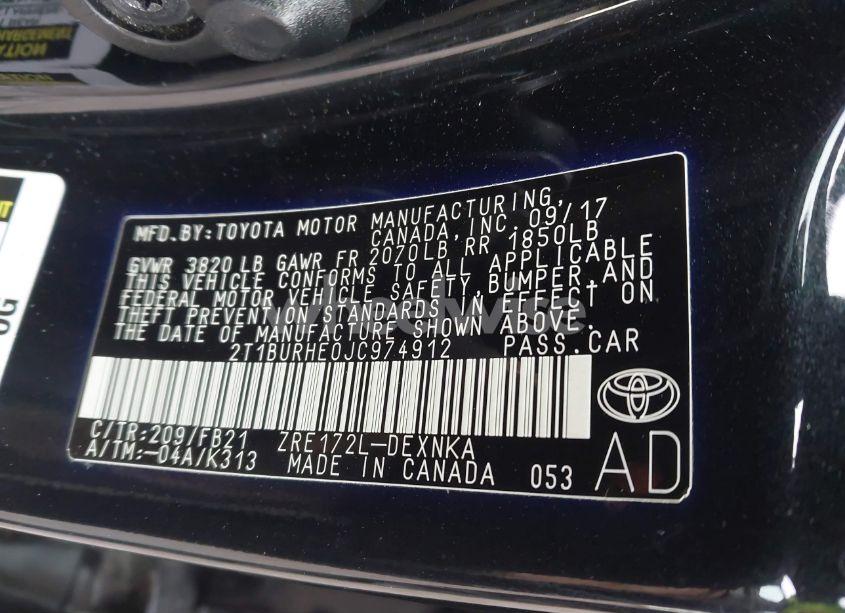 MFD.BY:TOYOTA MOTOR MANUFACTURING,
CANADA,INC.09/17
GVWR 3820 LB GAWR FR 2070LB RR 1850LB
THIS VEHICLE CONFORMS TO ALL APPLICABLE
FEDERAL MOTOR VEHICLE SAFETY,BUMPER AND
THEFT PREVENTION STANDARDS IN EFFECT ON
THE DATE OF MANUFACTURE SHOWN ABOVE.
2T1BURHE0JC974912 PASS.CAR
C/TR:209/FB21 ZRE172L-DEXNKA
A/TM:-04A/K313 MADE IN CANADA 053
AD
OG